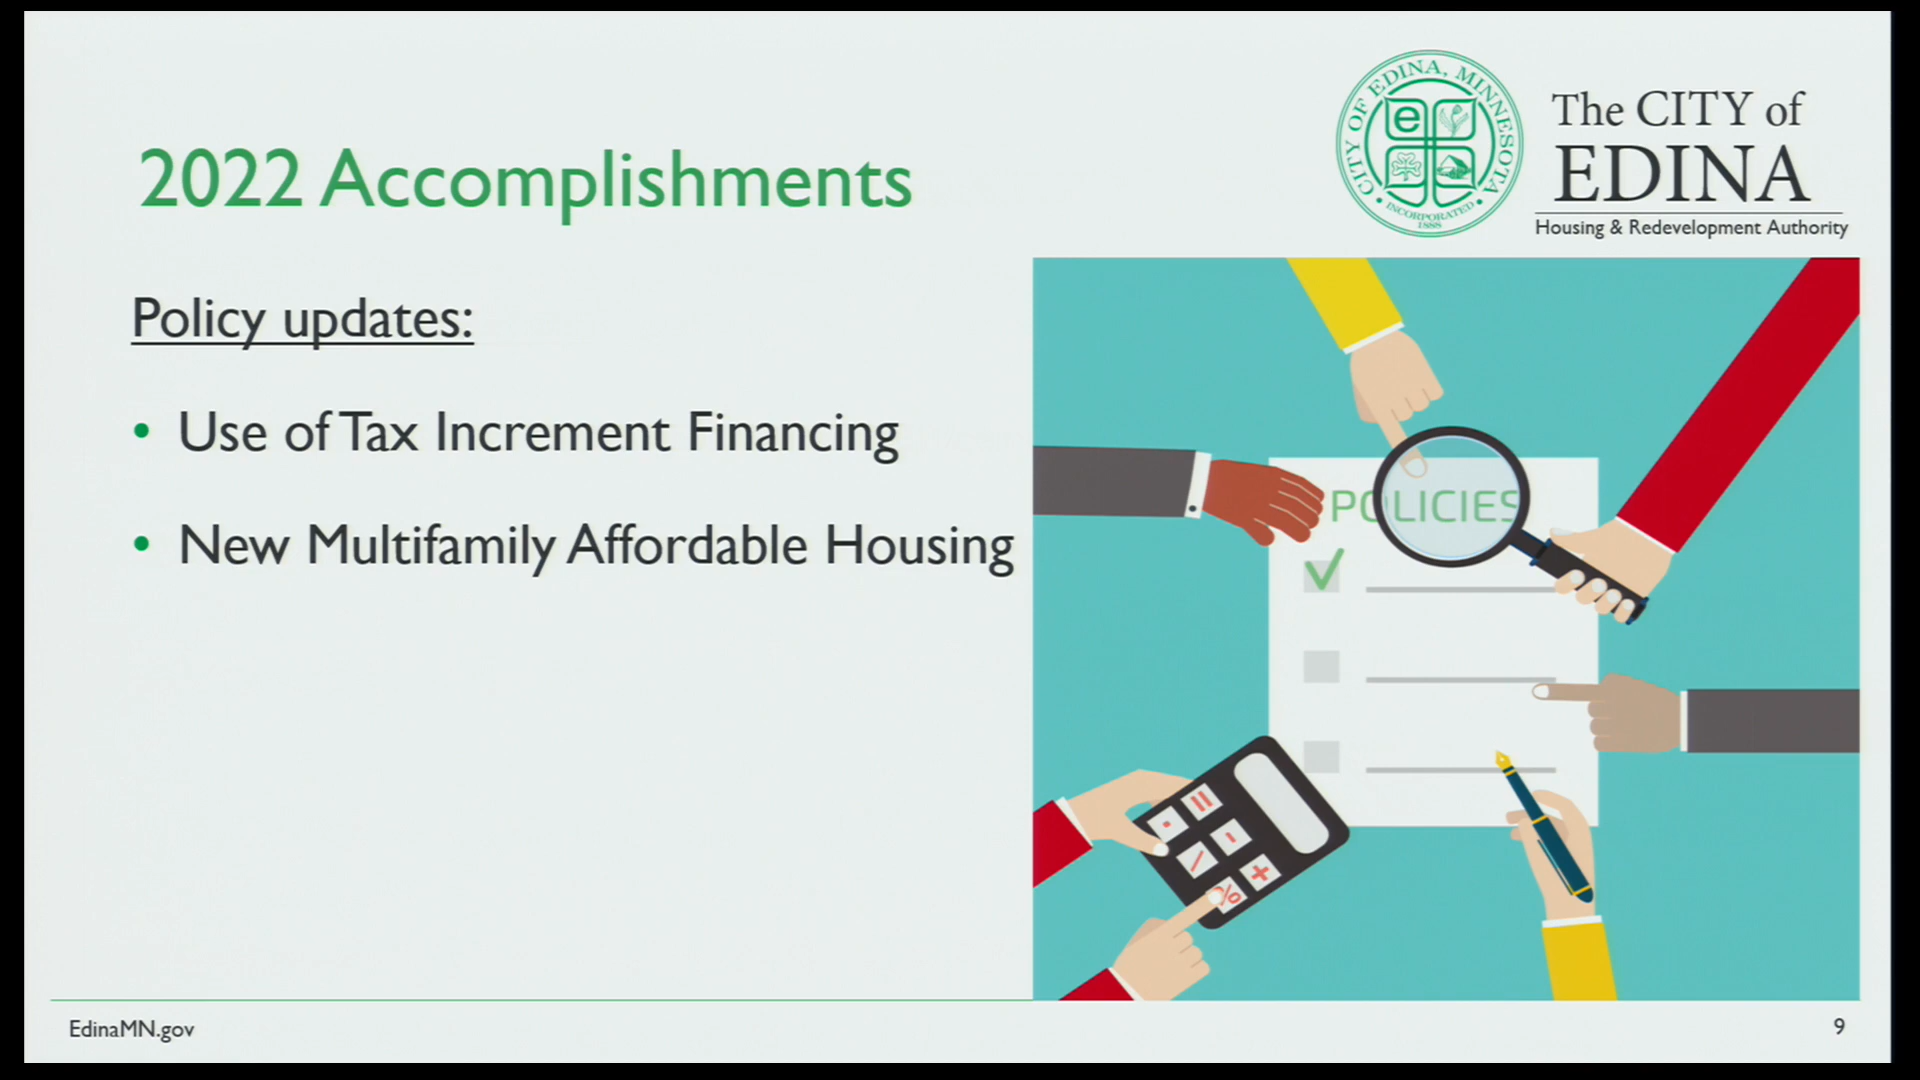 CITY OF EDINA, MINNESOTA
• INCORPORATED •
1888
e
The CITY of
EDINA
Housing & Redevelopment Authority
2022 Accomplishments
Policy updates:
• Use of Tax Increment Financing
• New Multifamily Affordable Housing
POLICIES
EdinaMN.gov
9